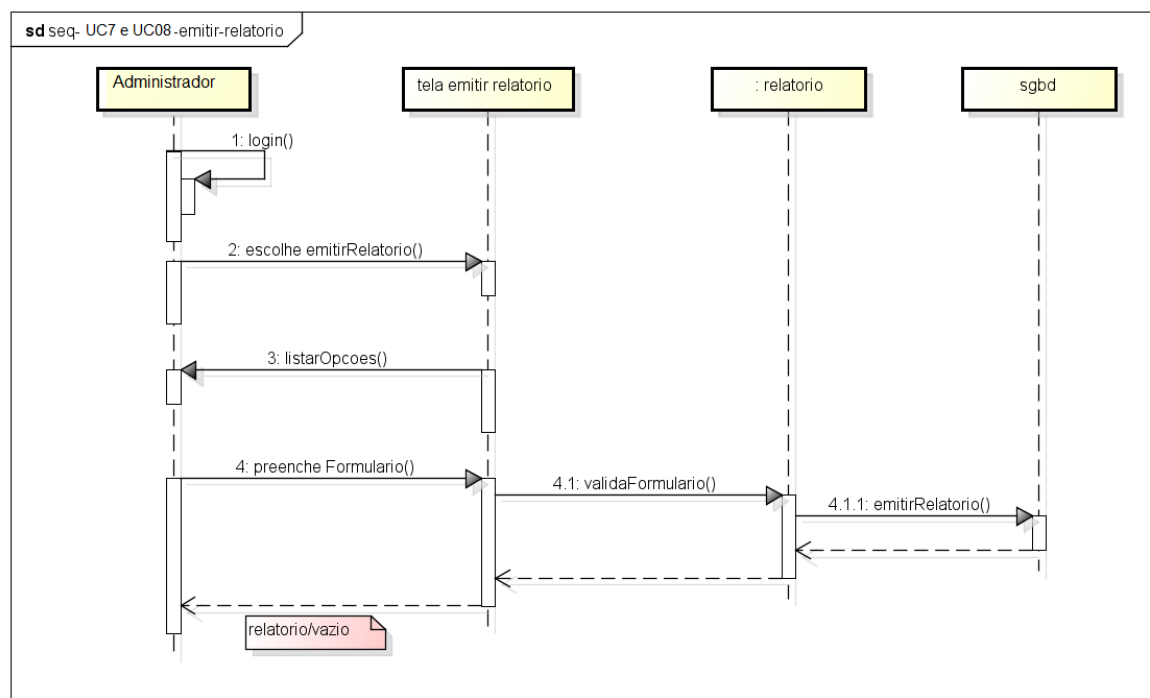 sd seq- UC7 e UC08 -emitir-relatorio
Administrador
tela emitir relatorio
: relatorio
sgbd
1: login()
2: escolhe emitirRelatorio()
3: listarOpcoes()
4: preenche Formulario()
4.1: validaFormulario()
4.1.1: emitirRelatorio()
relatorio/vazio